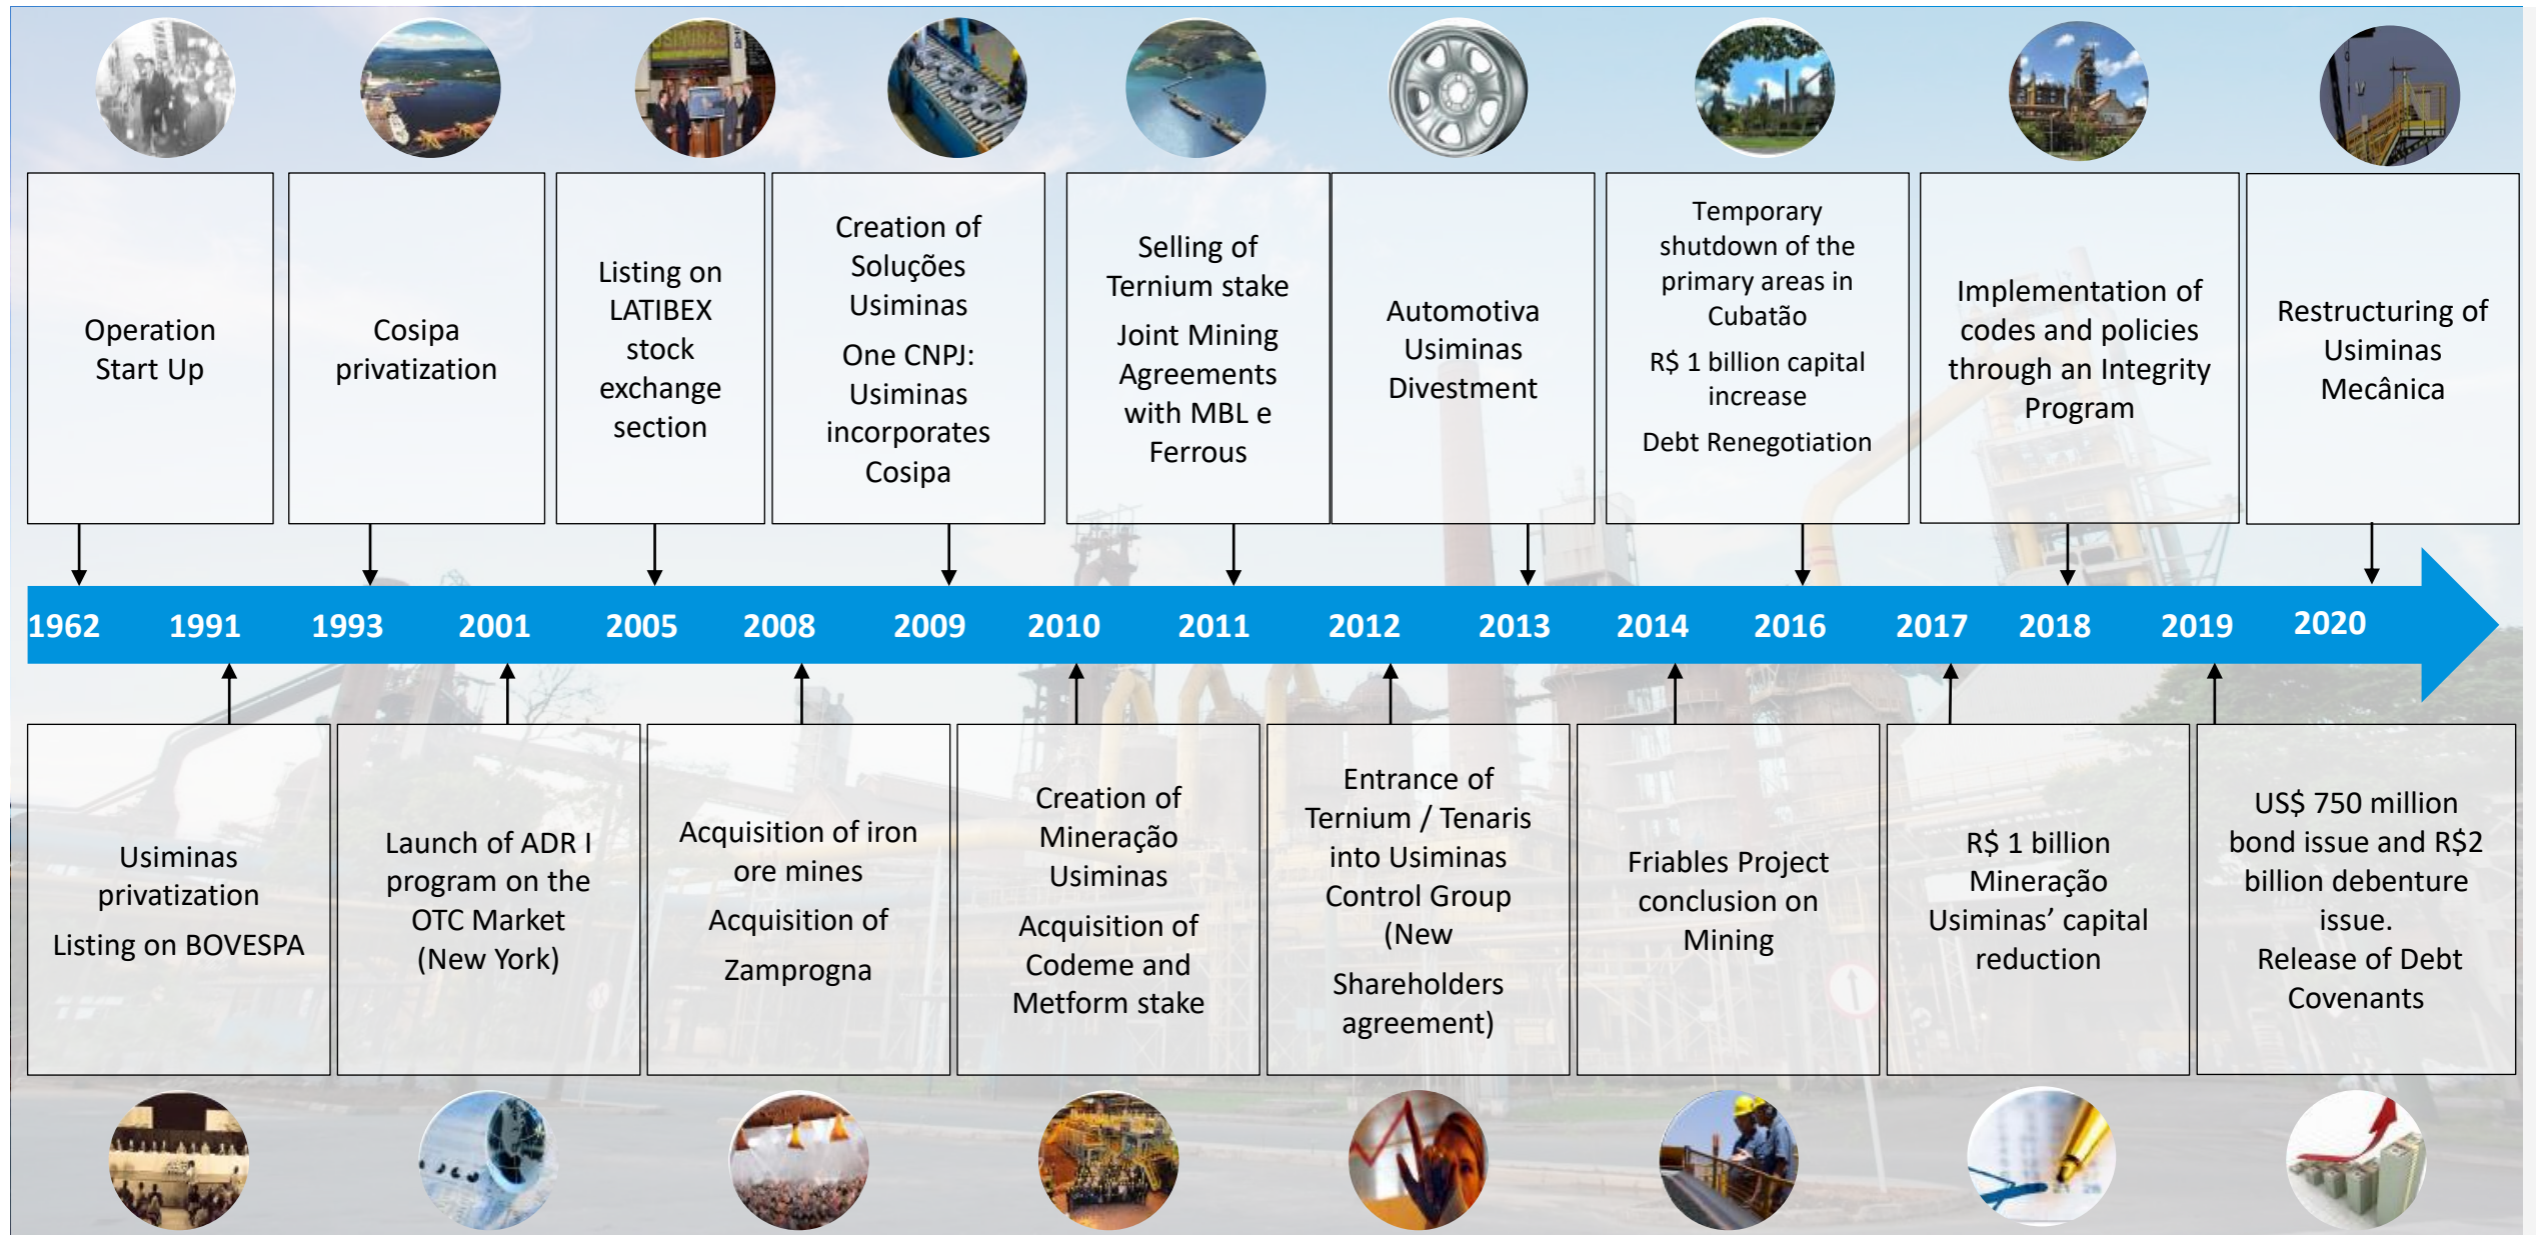 Operation
Start Up
Cosipa
privatization
Listing on
LATIBEX
stock
exchange
section
Creation of
Soluções
Usiminas
One CNPJ:
Usiminas
incorporates
Cosipa
Selling of
Ternium stake
Joint Mining
Agreements
with MBL e
Ferrous
Automotiva
Usiminas
Divestment
Temporary
shutdown of the
primary areas in
Cubatão
R$ 1 billion capital
increase
Debt Renegotiation
Implementation of
codes and policies
through an Integrity
Program
Restructuring of
Usiminas
Mecânica
1962 1991 1993 2001 2005 2008 2009 2010 2011 2012 2013 2014 2016 2017 2018 2019 2020
Usiminas
privatization
Listing on BOVESPA
Launch of ADR I
program on the
OTC Market
(New York)
Acquisition of iron
ore mines
Acquisition of
Zamprogna
Creation of
Mineração
Usiminas
Acquisition of
Codeme and
Metform stake
Entrance of
Ternium / Tenaris
into Usiminas
Control Group
(New
Shareholders
agreement)
Friables Project
conclusion on
Mining
R$ 1 billion
Mineração
Usiminas’ capital
reduction
US$ 750 million
bond issue and R$2
billion debenture
issue.
Release of Debt
Covenants